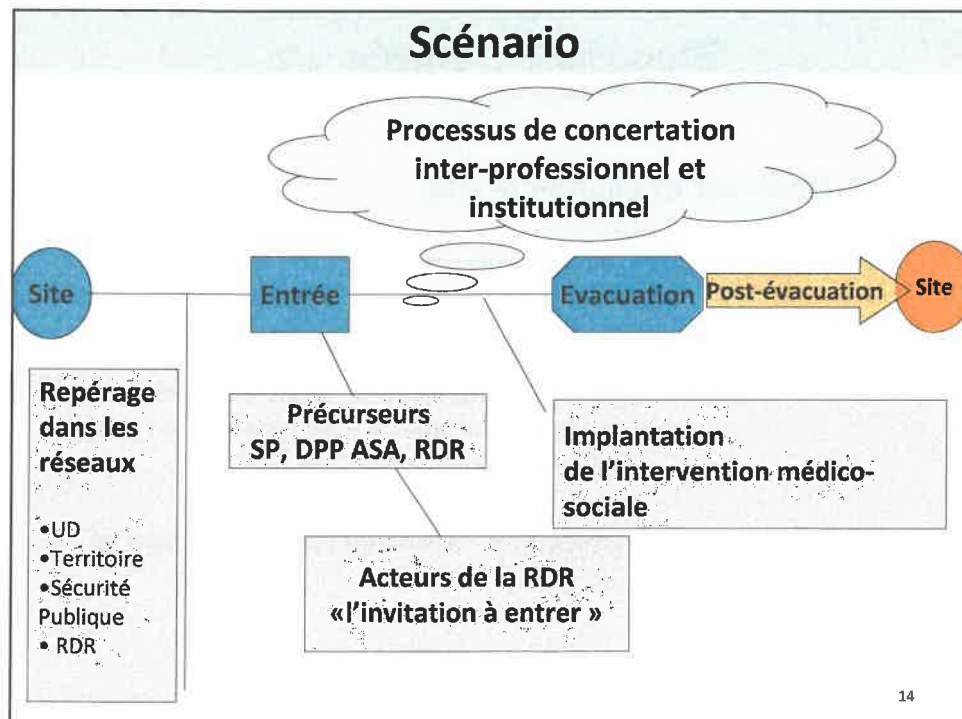 Scénario
Processus de concertation
inter-professionnel et
institutionnel
Site
Entrée
Evacuation
Post-évacuation
Site
Repérage
dans les
réseaux
•UD
•Territoire
•Sécurité
Publique
• RDR
Précurseurs
SP, DPP ASA, RDR
Acteurs de la RDR
«l'invitation à entrer »
Implantation
de l'intervention médico-
sociale
14